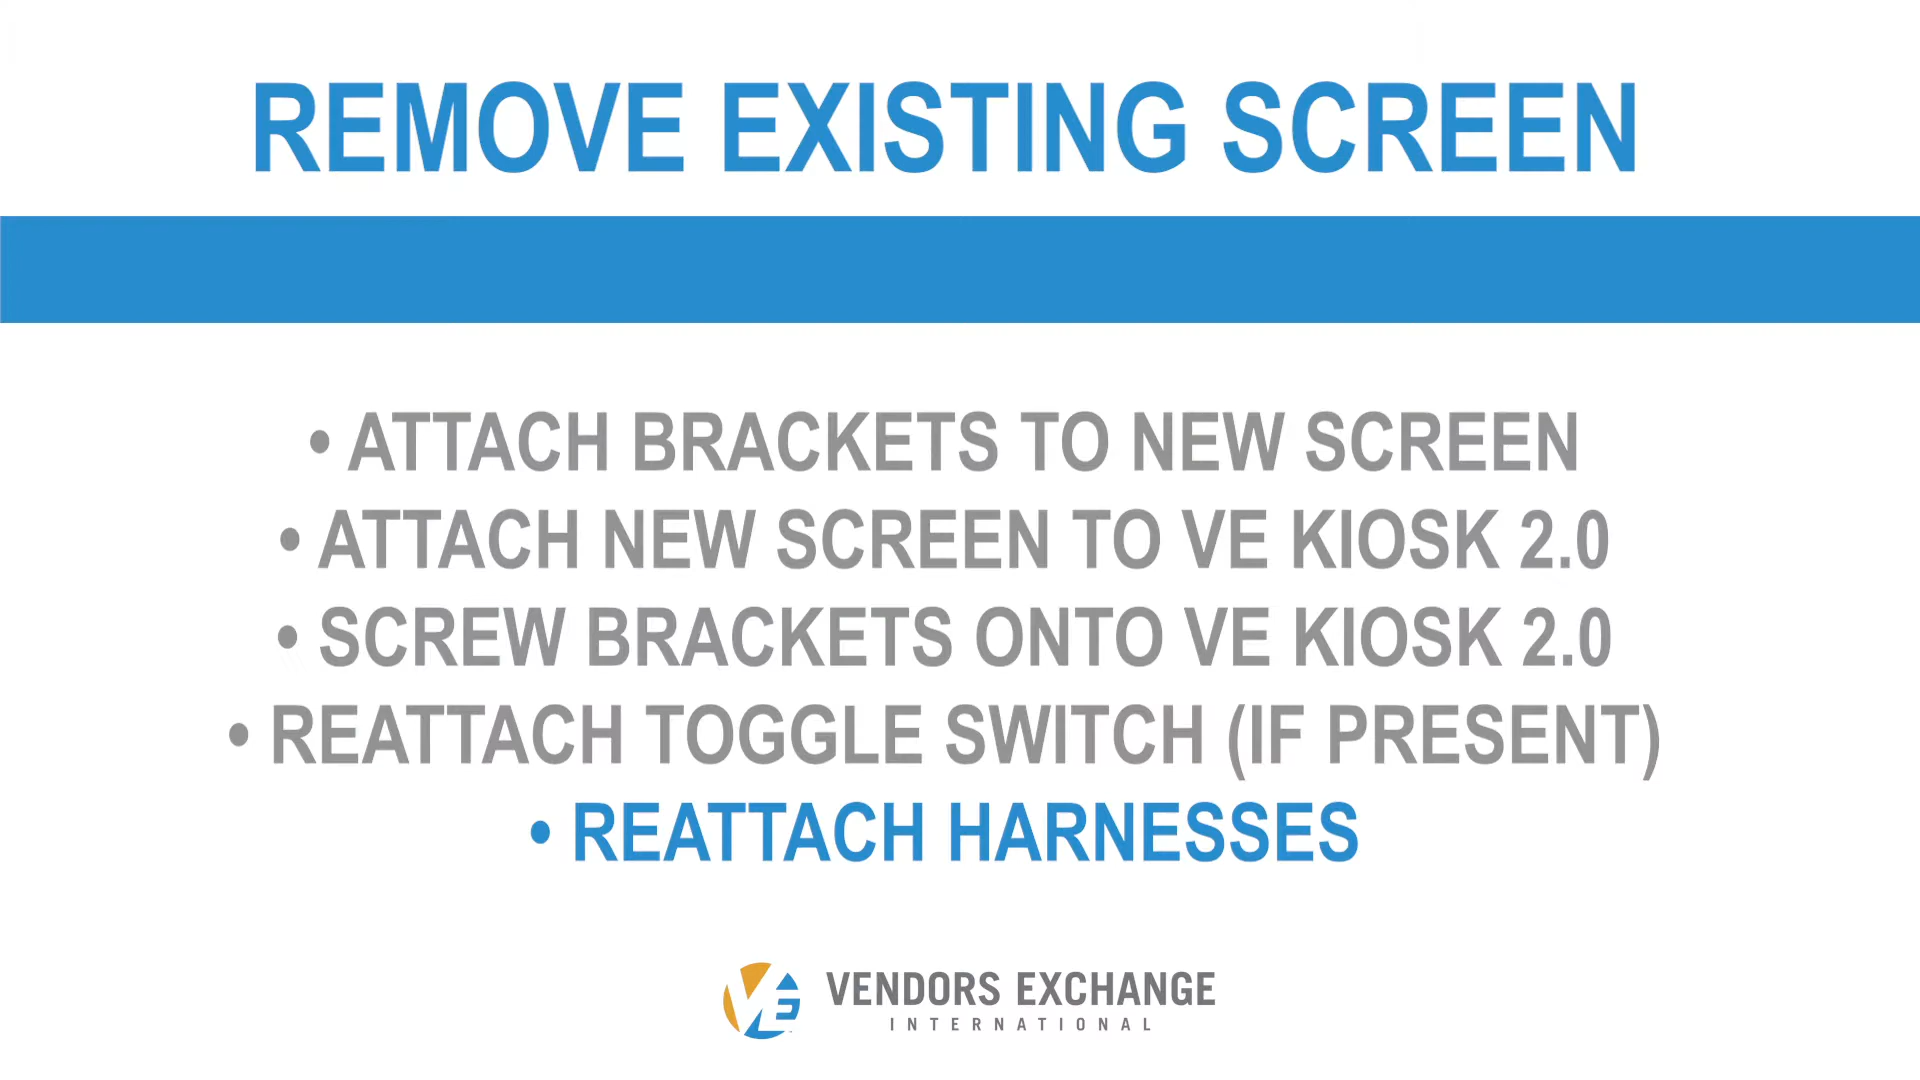 REMOVE EXISTING SCREEN
• ATTACH BRACKETS TO NEW SCREEN
• ATTACH NEW SCREEN TO VE KIOSK 2.0
• SCREW BRACKETS ONTO VE KIOSK 2.0
• REATTACH TOGGLE SWITCH (IF PRESENT)
• REATTACH HARNESSES
VE VENDORS EXCHANGE
INTERNATIONAL